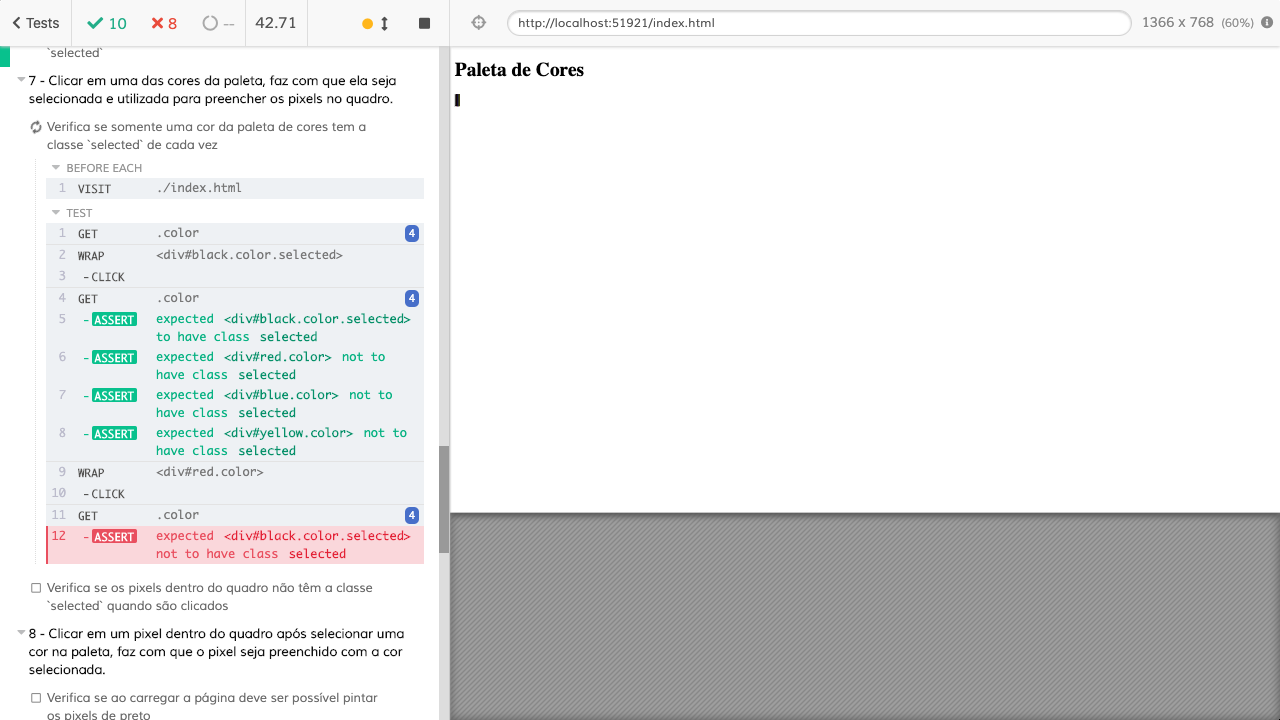 Tests
10
8
--
42.71
http://localhost:51921/index.html
1366 x 768 (60%)
`selected`
7 - Clicar em uma das cores da paleta, faz com que ela seja
selecionada e utilizada para preencher os pixels no quadro.
Verifica se somente uma cor da paleta de cores tem a
classe `selected` de cada vez
BEFORE EACH
1 VISIT ./index.html
TEST
1 GET .color 4
2 WRAP <div#black.color.selected>
3 - CLICK
4 GET .color 4
5 - ASSERT expected <div#black.color.selected>
to have class selected
6 - ASSERT expected <div#red.color> not to
have class selected
7 - ASSERT expected <div#blue.color> not to
have class selected
8 - ASSERT expected <div#yellow.color> not to
have class selected
9 WRAP <div#red.color>
10 - CLICK
11 GET .color 4
12 - ASSERT expected <div#black.color.selected>
not to have class selected
Verifica se os pixels dentro do quadro não têm a classe
`selected` quando são clicados
8 - Clicar em um pixel dentro do quadro após selecionar uma
cor na paleta, faz com que o pixel seja preenchido com a cor
selecionada.
Verifica se ao carregar a página deve ser possível pintar
os pixels de preto
Paleta de Cores